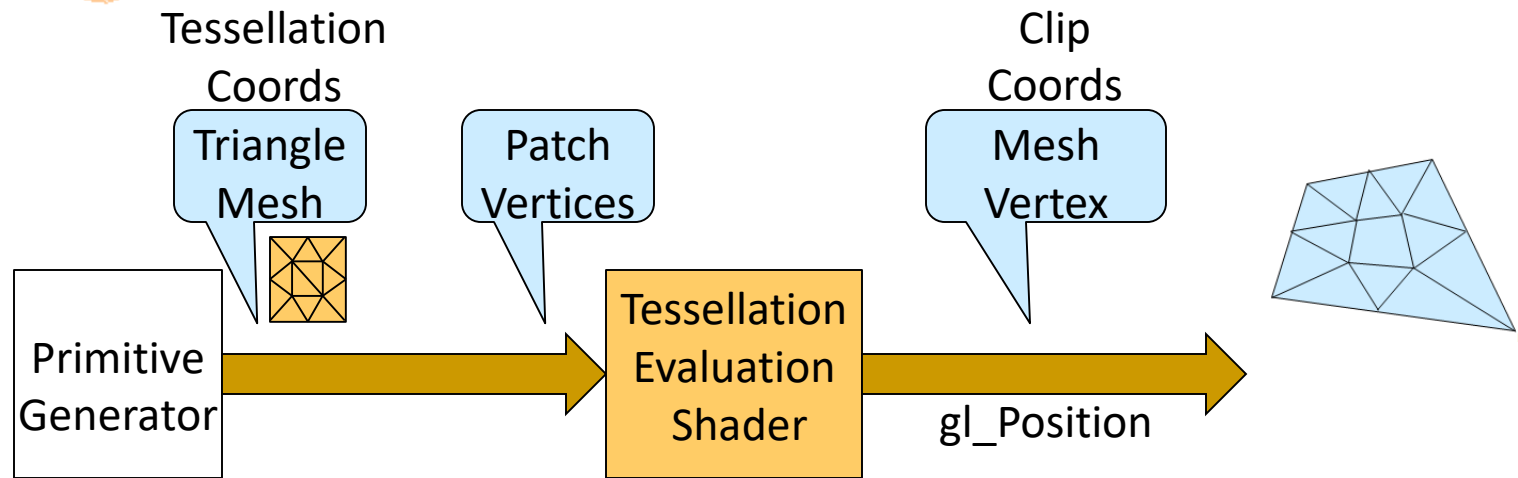 Tessellation
Coords
Triangle
Mesh
Patch
Vertices
Clip
Coords
Mesh
Vertex
Primitive
Generator
Tessellation
Evaluation
Shader
gl_Position